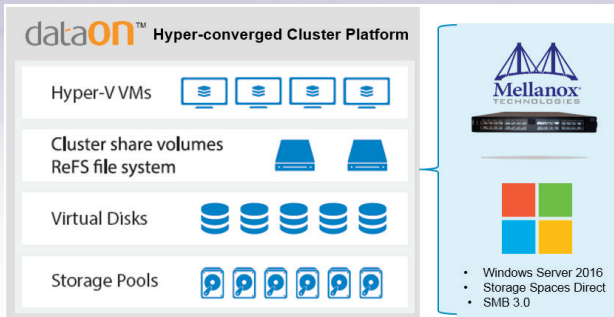 dataON™ Hyper-converged Cluster Platform
Hyper-V VMs
Cluster share volumes
ReFS file system
Virtual Disks
Storage Pools
Mellanox
TECHNOLOGIES
• Windows Server 2016
• Storage Spaces Direct
• SMB 3.0